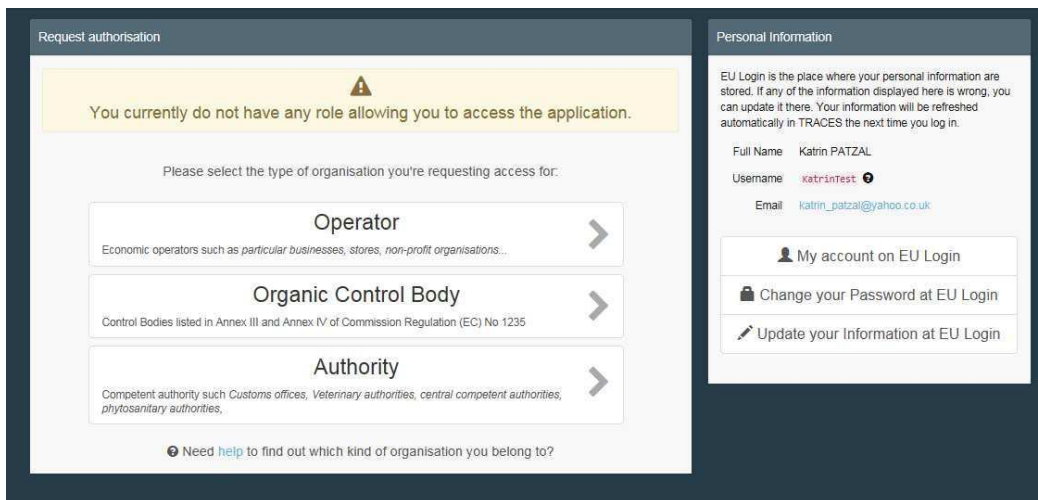 Request authorisation
You currently do not have any role allowing you to access the application.
Please select the type of organisation you're requesting access for:
Operator
Economic operators such as particular businesses, stores, non-profit organisations...
Organic Control Body
Control Bodies listed in Annex III and Annex IV of Commission Regulation (EC) No 1235
Authority
Competent authority such Customs offices, Veterinary authorities, central competent authorities,
phytosanitary authorities,
Need help to find out which kind of organisation you belong to?
Personal Information
EU Login is the place where your personal information are
stored. If any of the information displayed here is wrong, you
can update it there. Your information will be refreshed
automatically in TRACES the next time you log in.
Full Name Katrin PATZAL
Username KatrinTest
Email katrin_patzal@yahoo.co.uk
My account on EU Login
Change your Password at EU Login
Update your Information at EU Login